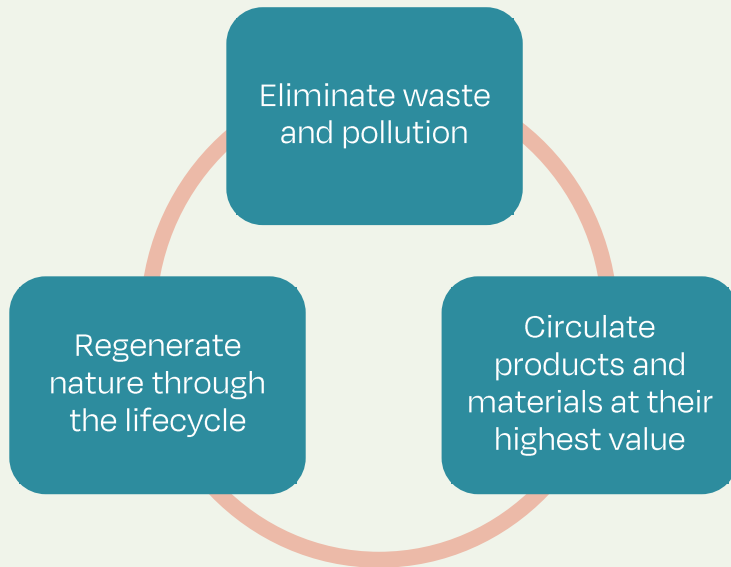 Eliminate waste
and pollution
Regenerate
nature through
the lifecycle
Circulate
products and
materials at their
highest value